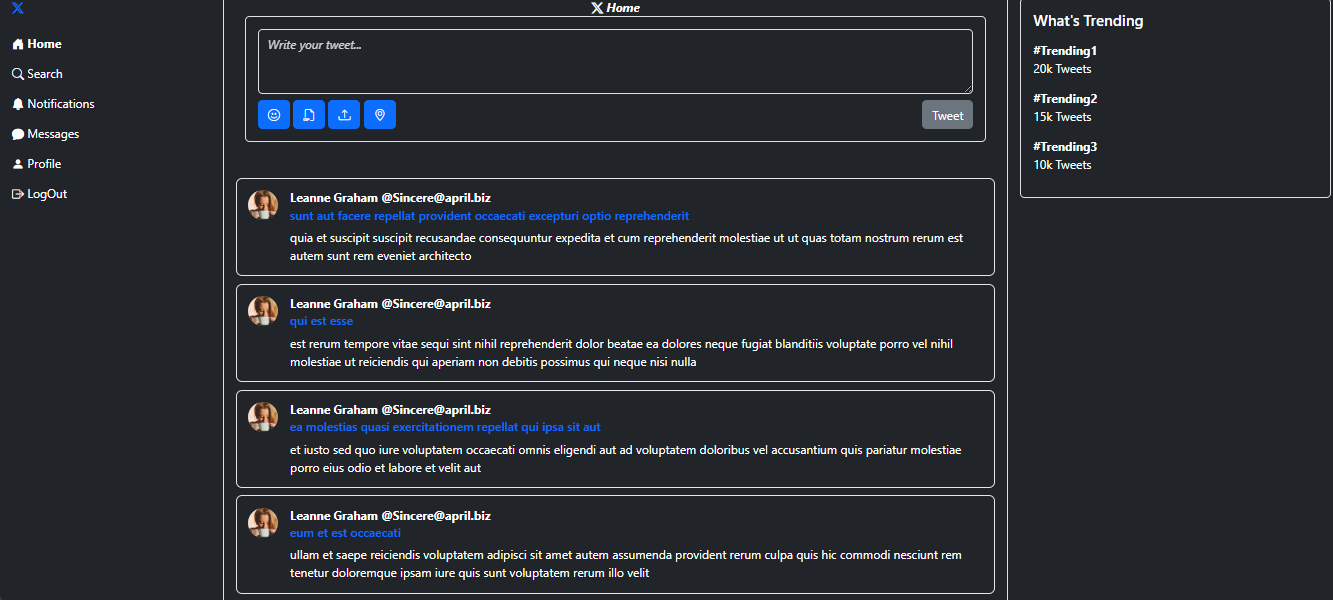 Home
Search
Notifications
Messages
Profile
LogOut
X Home
Write your tweet...
Tweet
Leanne Graham @Sincere@april.biz
sunt aut facere repellat provident occaecati excepturi optio reprehenderit
quia et suscipit suscipit recusandae consequuntur expedita et cum reprehenderit molestiae ut ut quas totam nostrum rerum est
autem sunt rem eveniet architecto
Leanne Graham @Sincere@april.biz
qui est esse
est rerum tempore vitae sequi sint nihil reprehenderit dolor beatae ea dolores neque fugiat blanditiis voluptate porro vel nihil
molestiae ut reiciendis qui aperiam non debitis possimus qui neque nisi nulla
Leanne Graham @Sincere@april.biz
ea molestias quasi exercitationem repellat qui ipsa sit aut
et iusto sed quo iure voluptatem occaecati omnis eligendi aut ad voluptatem doloribus vel accusantium quis pariatur molestiae
porro eius odio et labore et velit aut
Leanne Graham @Sincere@april.biz
eum et est occaecati
ullam et saepe reiciendis voluptatem adipisci sit amet autem assumenda provident rerum culpa quis hic commodi nesciunt rem
tenetur doloremque ipsam iure quis sunt voluptatem rerum illo velit
What's Trending
#Trending1
20k Tweets
#Trending2
15k Tweets
#Trending3
10k Tweets